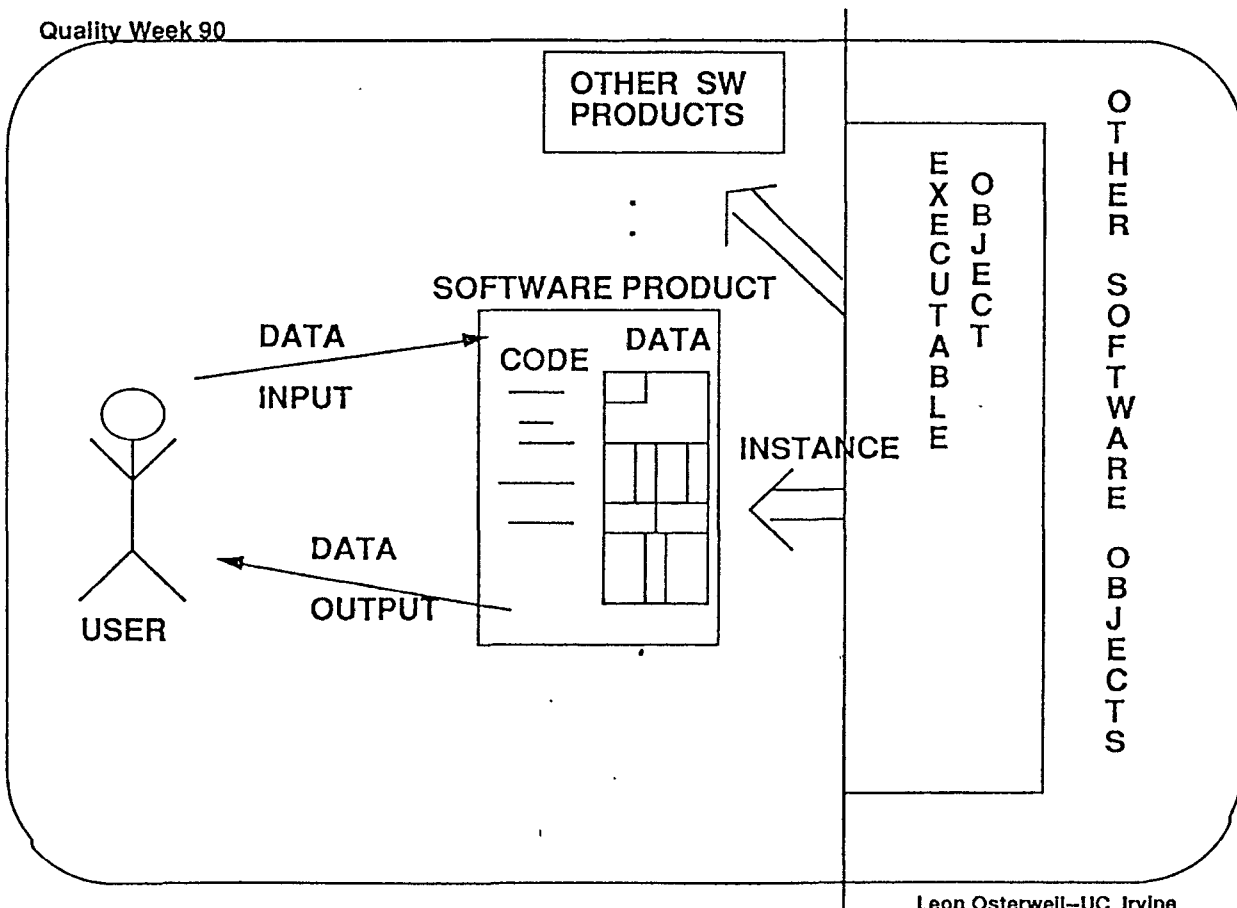 Quality Week 90
OTHER SW
PRODUCTS
SOFTWARE PRODUCT
DATA
INPUT
CODE
DATA
INSTANCE
DATA
OUTPUT
USER
EXECUTABLE
OBJECT
OTHER SOFTWARE OBJECTS
Leon Osterweil--UC Irvine